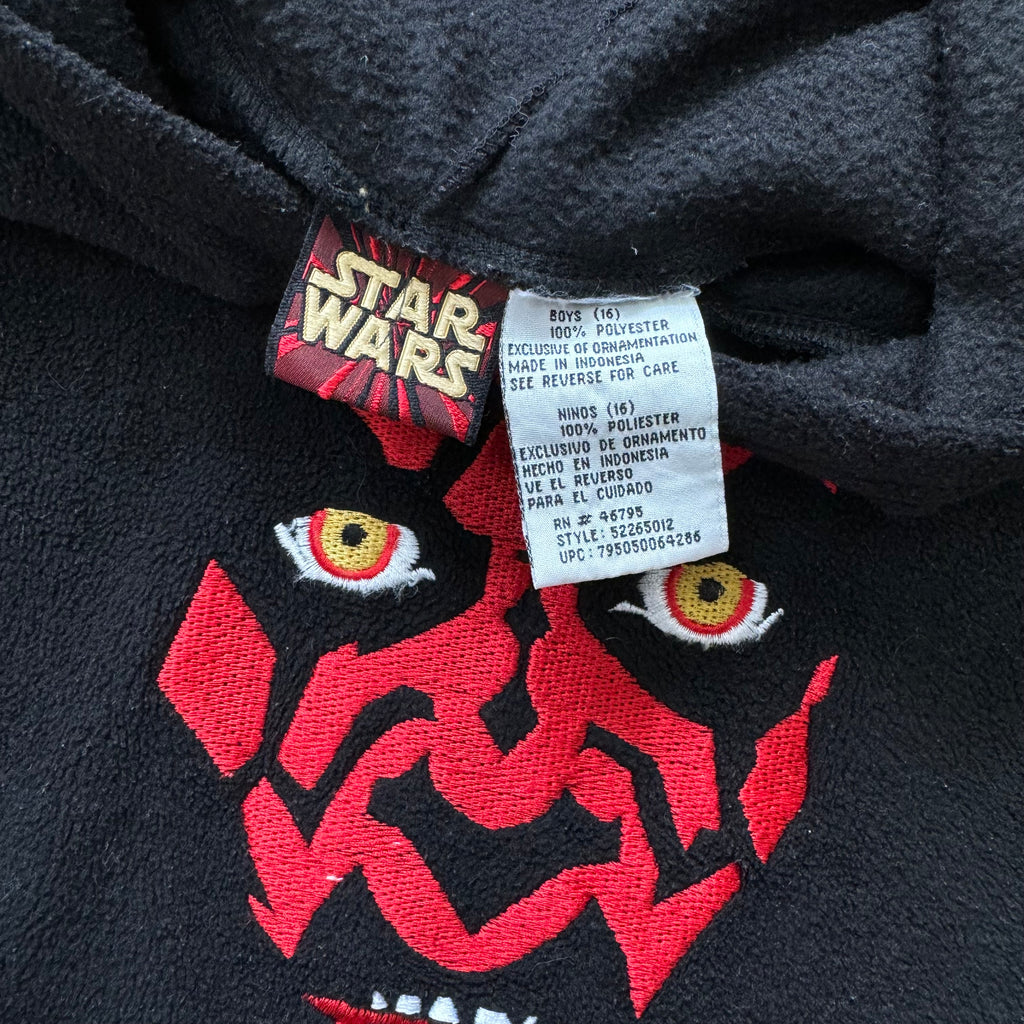 STAR
WARS
BOYS (16)
100% POLYESTER
EXCLUSIVE OF ORNAMENTATION
MADE IN INDONESIA
SEE REVERSE FOR CARE
NINOS (16)
100% POLIESTER
EXCLUSIVO DE ORNAMENTO
HECHO EN INDONESIA
VE EL REVERSO
PARA EL CUIDADO
RN # 46795
STYLE: 52265012
UPC: 795050064286